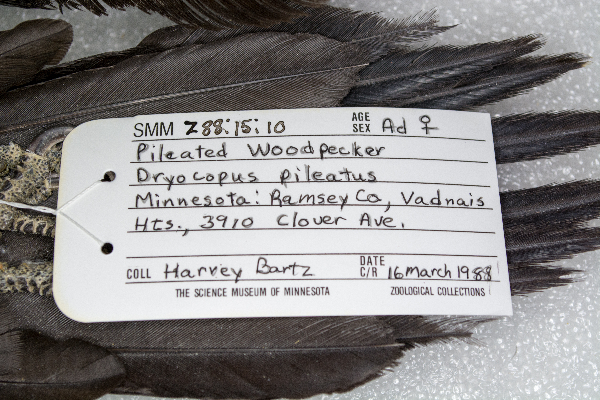 SMM Z88:15:10 AGE SEX Ad ♀
Pileated Woodpecker
Dryocopus pileatus
Minnesota: Ramsey Co, Vadnais
Hts., 3910 Clover Ave.
COLL Harvey Bartz DATE C/R 16 March 1988
THE SCIENCE MUSEUM OF MINNESOTA ZOOLOGICAL COLLECTIONS